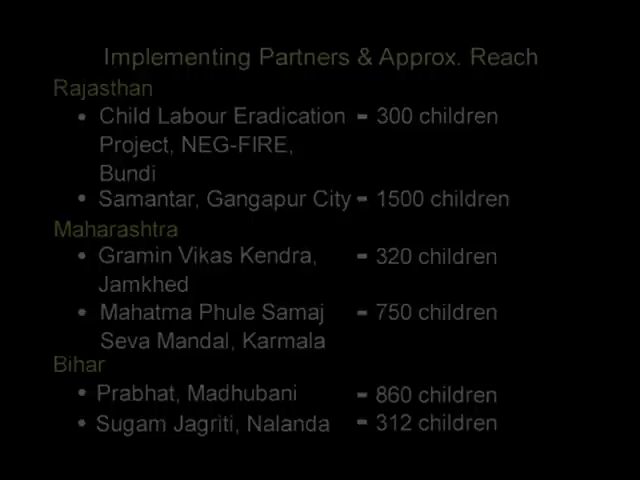 Implementing Partners & Approx. Reach
Rajasthan
• Child Labour Eradication - 300 children
Project, NEG-FIRE,
Bundi
• Samantar, Gangapur City - 1500 children
Maharashtra
• Gramin Vikas Kendra, - 320 children
Jamkhed
• Mahatma Phule Samaj - 750 children
Seva Mandal, Karmala
Bihar
• Prabhat, Madhubani - 860 children
• Sugam Jagriti, Nalanda - 312 children